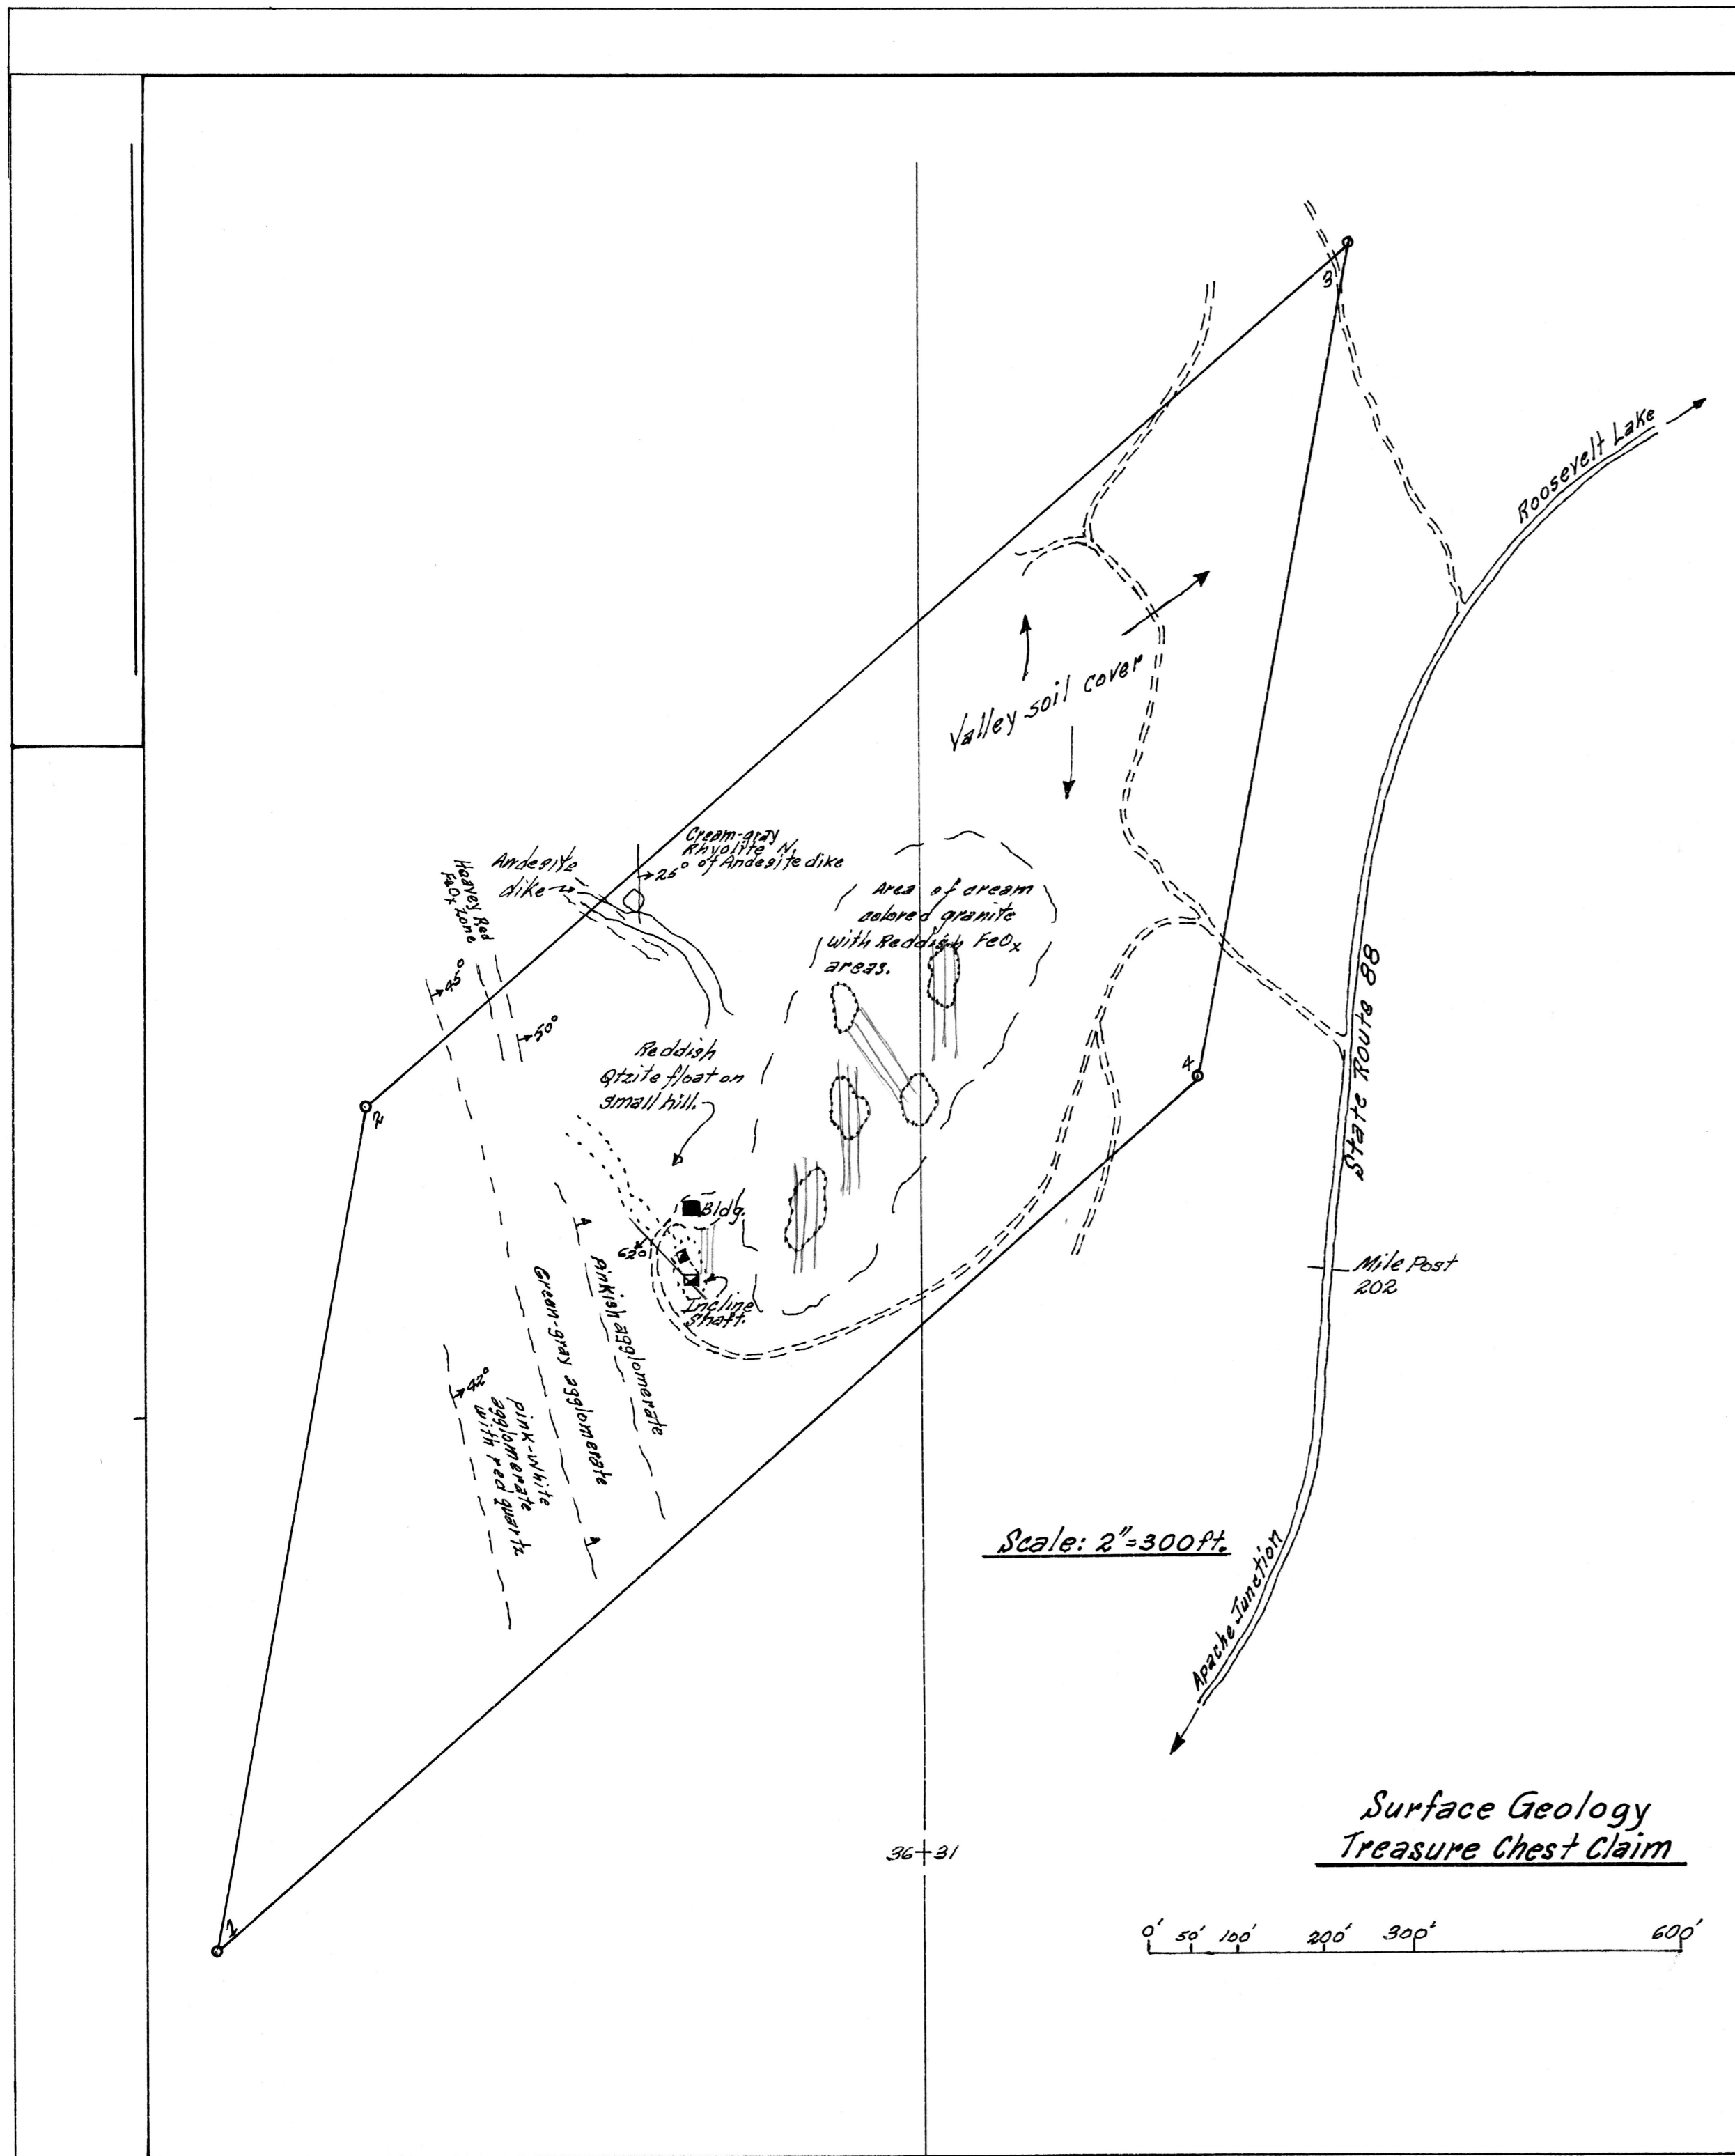 3
Roosevelt Lake
Valley soil cover
Cream-gray
Rhyolite N.
25° of Andesite dike
Andesite
dike
Heavey Red
FeOx Zone
Area of cream
colored granite
with Reddish FeOx
areas.
45°
50°
State Route 88
Reddish
Qtzite float on
small hill.
4
2
Bldg.
62°
Incline
Shaft.
Mile Post
202
Pinkish agglomerate
Green-gray agglomerate
42°
pink-white
agglomerate
with red quartz
Scale: 2"=300ft.
Apache Junction
Surface Geology
Treasure Chest Claim
36+31
1
0' 50' 100' 200' 300' 600'